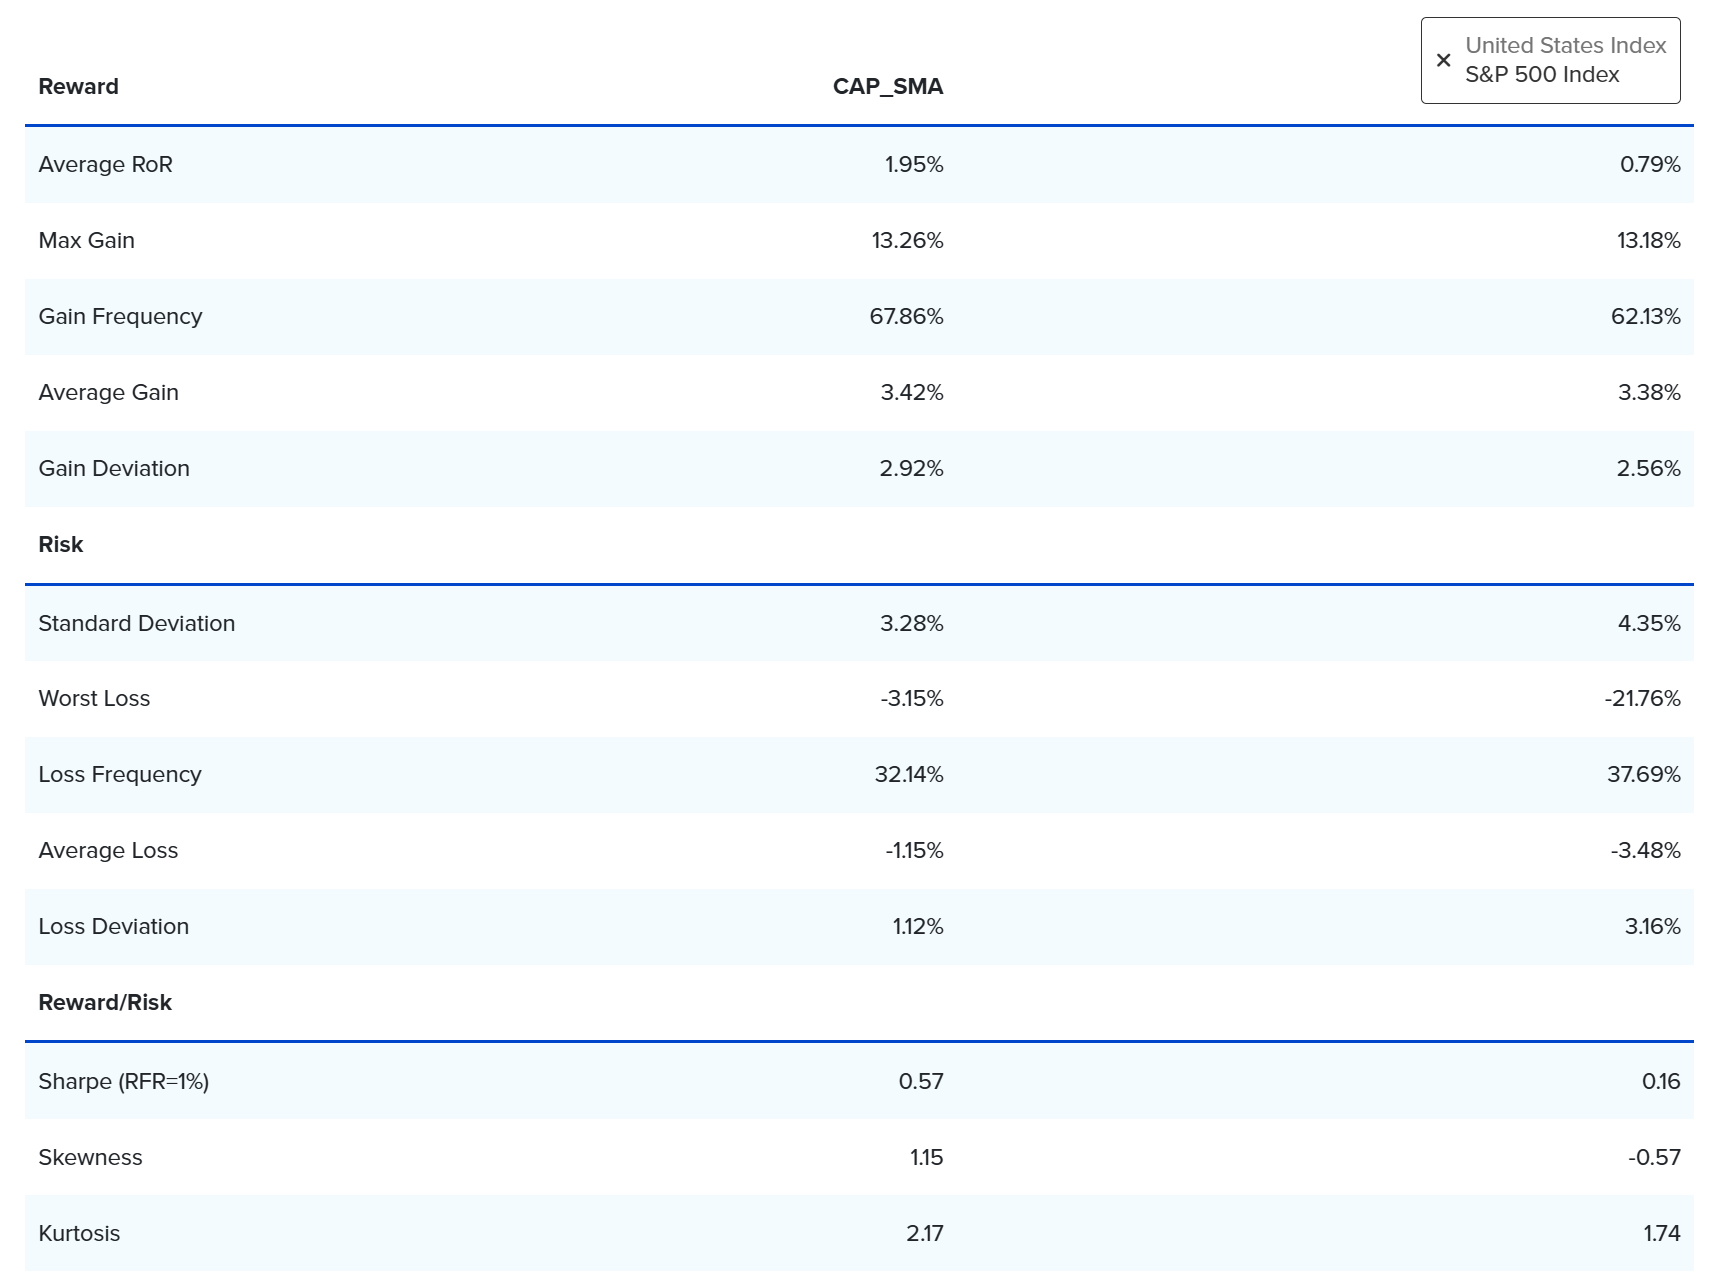 United States Index
× S&P 500 Index
Reward CAP_SMA
Average RoR 1.95% 0.79%
Max Gain 13.26% 13.18%
Gain Frequency 67.86% 62.13%
Average Gain 3.42% 3.38%
Gain Deviation 2.92% 2.56%
Risk
Standard Deviation 3.28% 4.35%
Worst Loss -3.15% -21.76%
Loss Frequency 32.14% 37.69%
Average Loss -1.15% -3.48%
Loss Deviation 1.12% 3.16%
Reward/Risk
Sharpe (RFR=1%) 0.57 0.16
Skewness 1.15 -0.57
Kurtosis 2.17 1.74